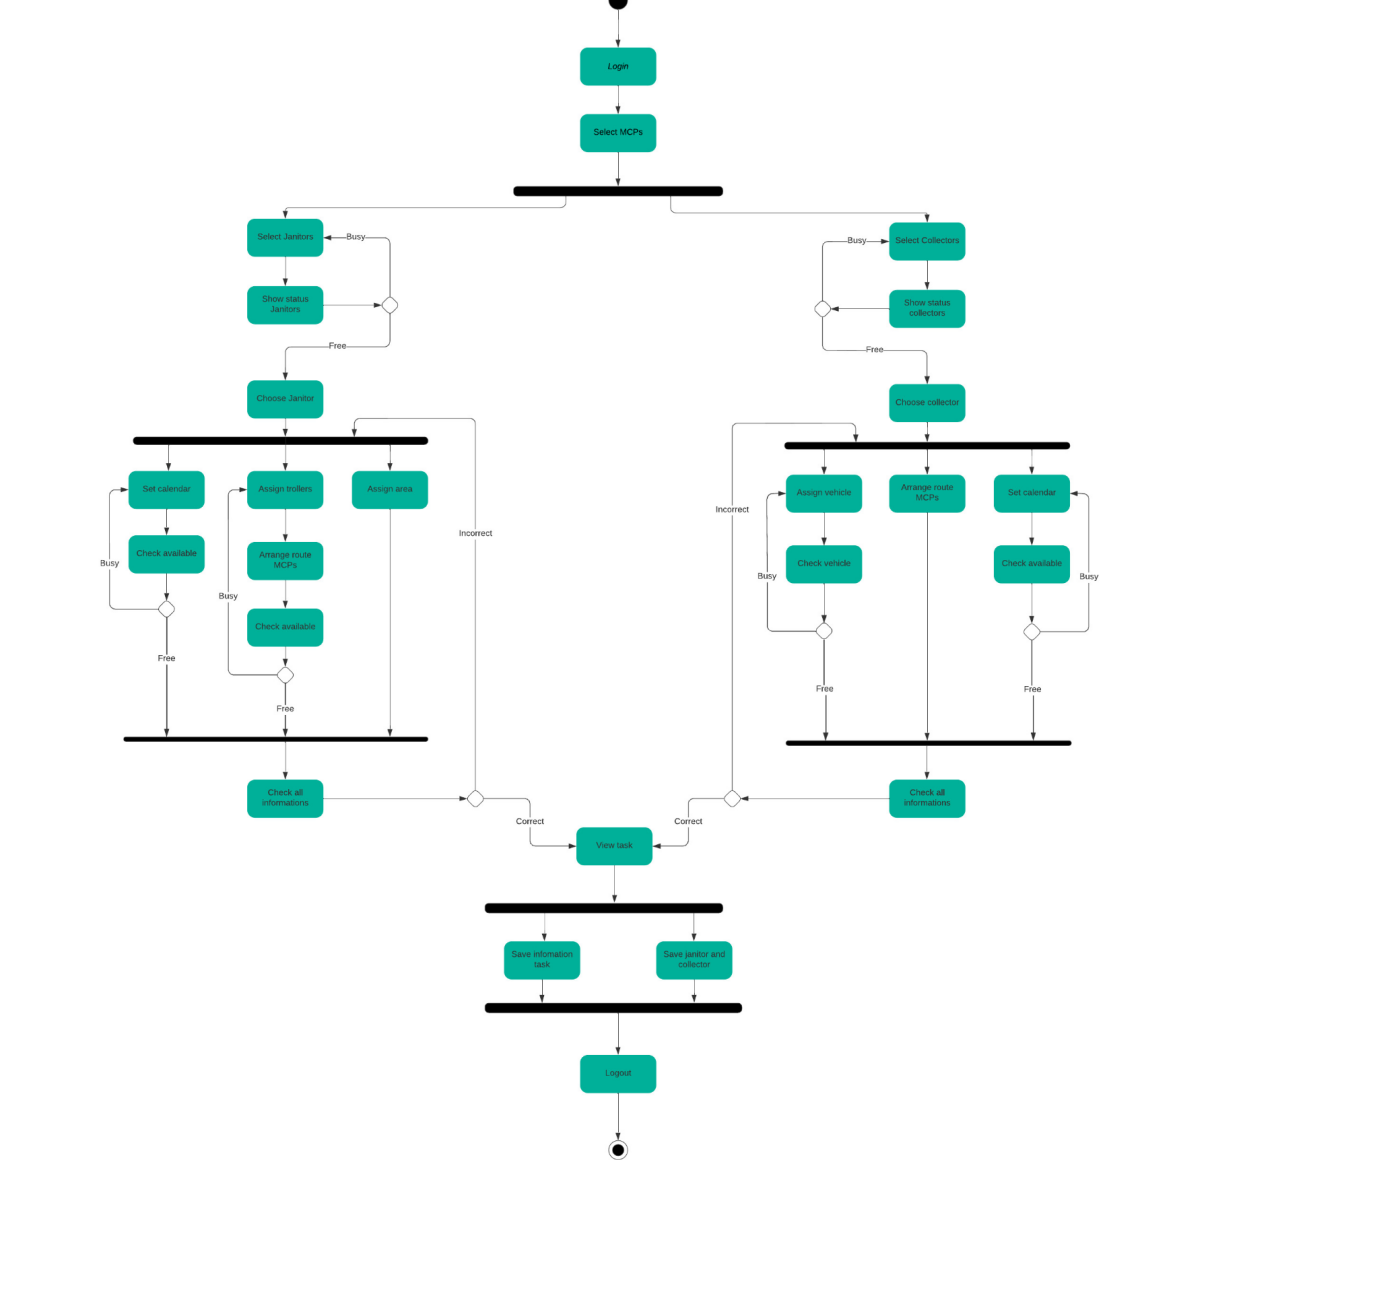 Login
Select MCPs
Select Janitors
Busy
Busy
Select Collectors
Show status
Janitors
Show status
collectors
Free
Free
Choose Janitor
Choose collector
Set calendar
Assign trollers
Assign area
Assign vehicle
Arrange route
MCPs
Set calendar
Incorrect
Incorrect
Check available
Arrange route
MCPs
Check vehicle
Check available
Busy
Busy
Busy
Busy
Check available
Free
Free
Free
Free
Free
Check all
informations
Check all
informations
Correct
Correct
View task
Save infomation
task
Save janitor and
collector
Logout